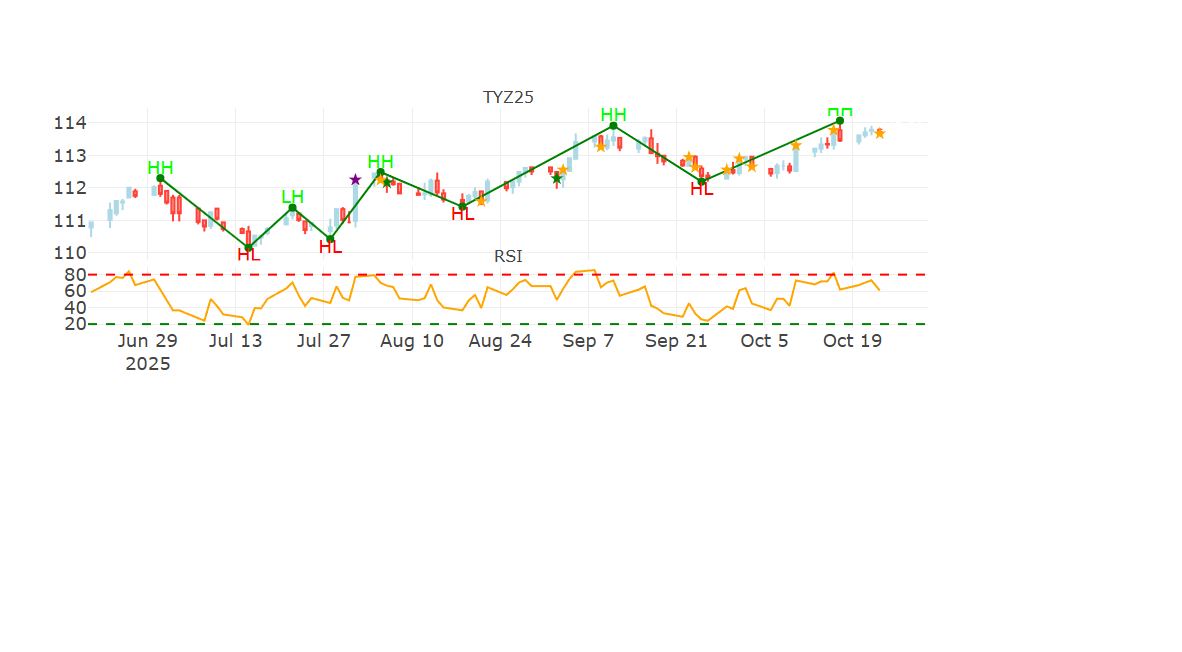 TYZ25
114
113
112
111
110
HH
HL
LH
HL
HH
HL
HH
HL
HH
RSI
80
60
40
20
Jun 29
2025
Jul 13
Jul 27
Aug 10
Aug 24
Sep 7
Sep 21
Oct 5
Oct 19